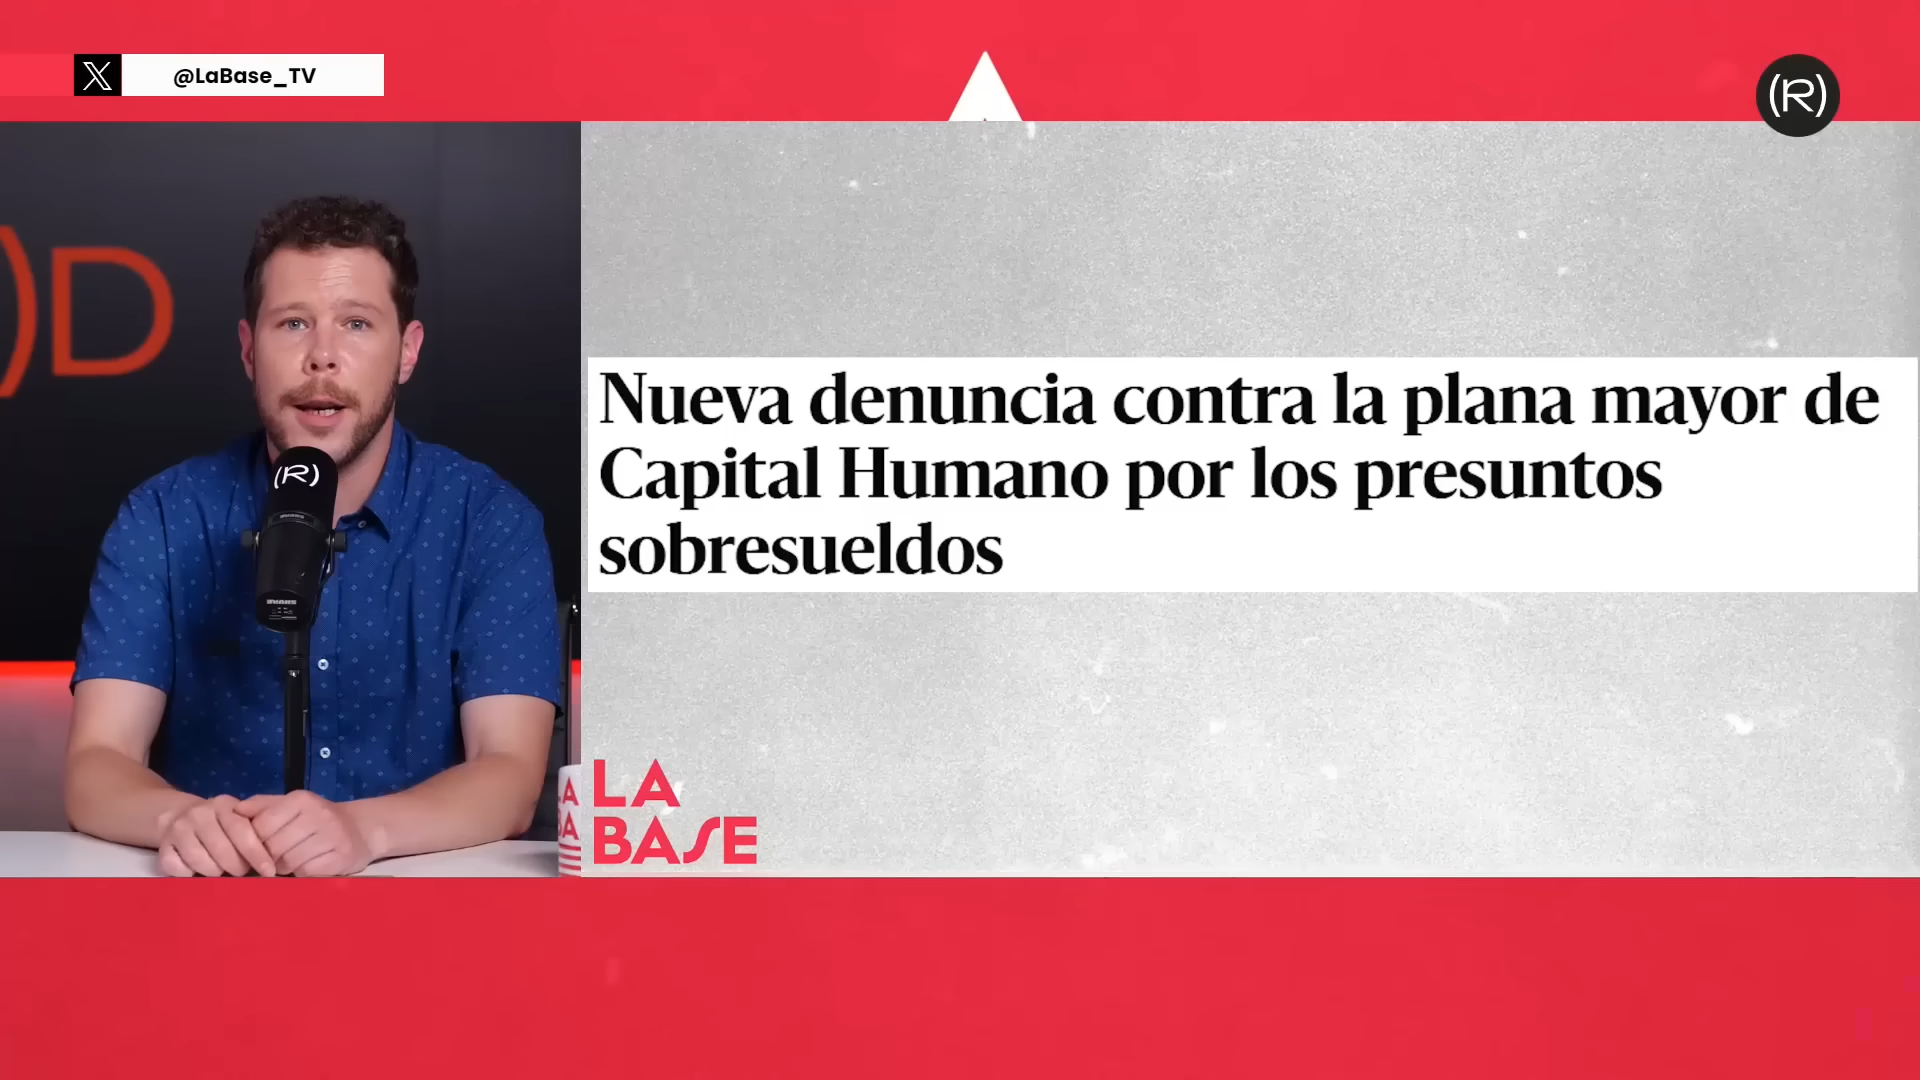 @LaBase_TV
(R)
)D
(R)
Nueva denuncia contra la plana mayor de
Capital Humano por los presuntos
sobresueldos
LA
BASE